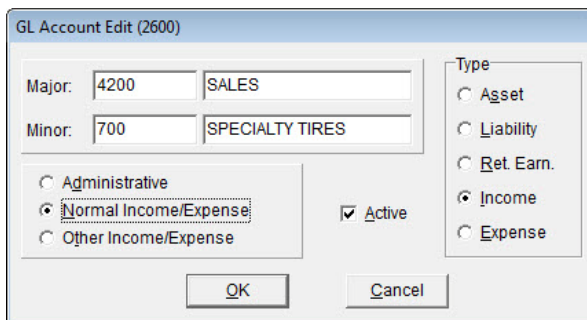 GL Account Edit (2600)
Major: 4200 SALES
Minor: 700 SPECIALTY TIRES
Administrative
Normal Income/Expense
Other Income/Expense
Active
Type
Asset
Liability
Ret. Earn.
Income
Expense
OK Cancel